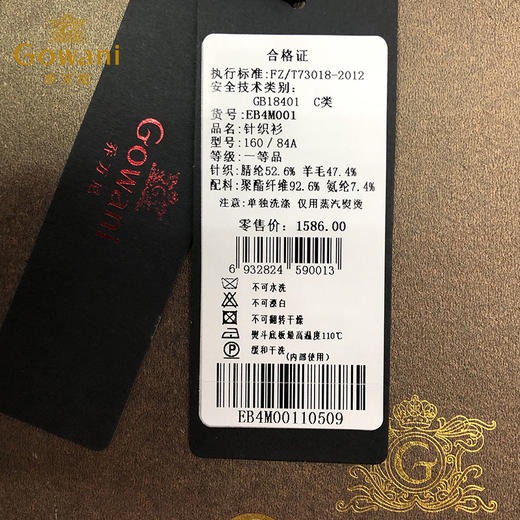 Gowani
乔万尼
Gowani
乔万尼
合格证
执行标准:FZ/T73018-2012
安全技术类别:
GB18401 C类
货号:EB4M001
品名:针织衫
型号:160/84A
等级:一等品
针织:腈纶52.6% 羊毛47.4%
配料:聚酯纤维92.6% 氨纶7.4%
注意:单独洗涤 仅用蒸汽熨烫
零售价:1586.00
6 932824 590013
不可水洗
不可漂白
不可翻转干燥
熨斗底板最高温度110℃
缓和干洗(内部使用)
EB4M00110509
G